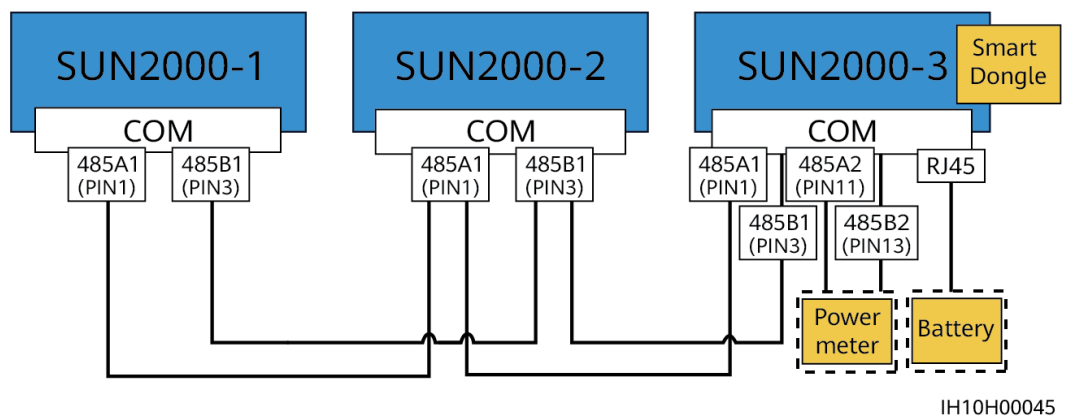 SUN2000-1
COM
485A1
(PIN1)
485B1
(PIN3)
SUN2000-2
COM
485A1
(PIN1)
485B1
(PIN3)
SUN2000-3
Smart
Dongle
COM
485A1
(PIN1)
485A2
(PIN11)
RJ45
485B1
(PIN3)
485B2
(PIN13)
Power
meter
Battery
IH10H00045